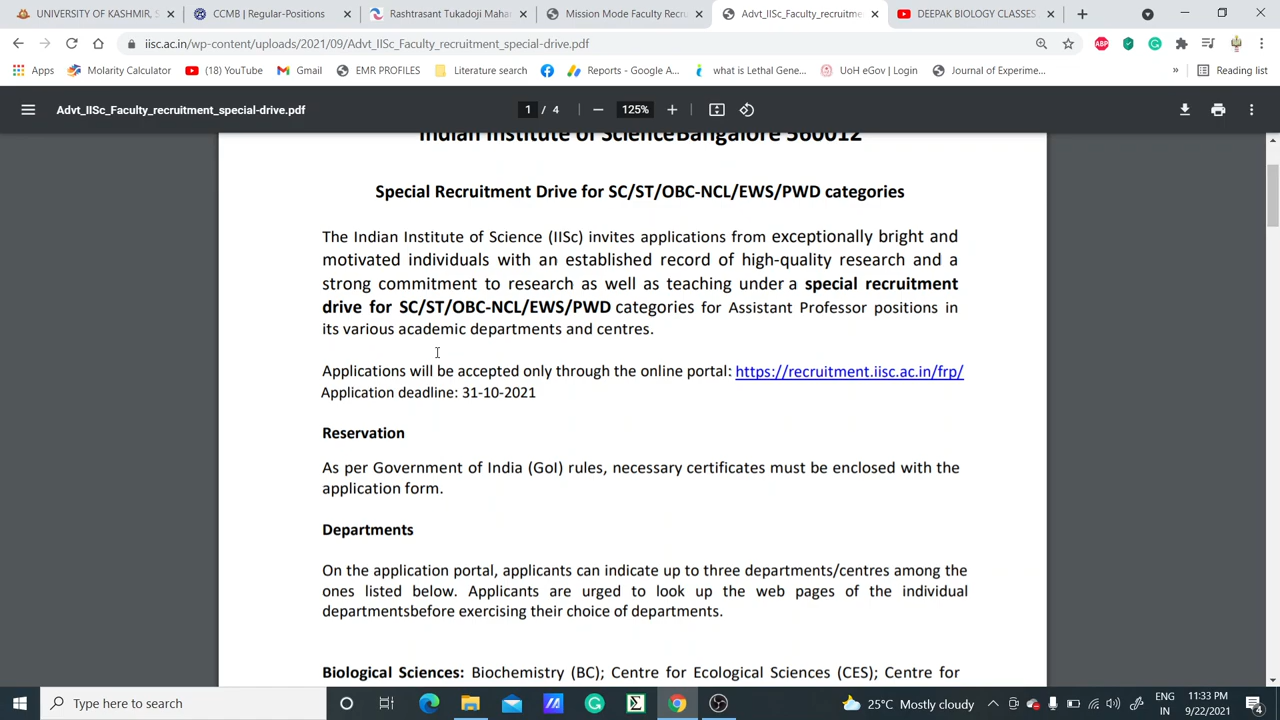 UNIVERSITY OF KASHMIR, S
CCMB | Regular-Positions
Rashtrasant Tukadoji Mahar
Mission Mode Faculty Recru
Advt_IISc_Faculty_recruitme
DEEPAK BIOLOGY CLASSES
iisc.ac.in/wp-content/uploads/2021/09/Advt_IISc_Faculty_recruitment_special-drive.pdf
ABP
Apps
Molarity Calculator
(18) YouTube
Gmail
EMR PROFILES
Literature search
Reports - Google A...
what is Lethal Gene...
UoH eGov | Login
Journal of Experime...
»
Reading list
Advt_IISc_Faculty_recruitment_special-drive.pdf
1 / 4
125%
Indian Institute of ScienceBangalore 560012
Special Recruitment Drive for SC/ST/OBC-NCL/EWS/PWD categories
The Indian Institute of Science (IISc) invites applications from exceptionally bright and
motivated individuals with an established record of high-quality research and a
strong commitment to research as well as teaching under a special recruitment
drive for SC/ST/OBC-NCL/EWS/PWD categories for Assistant Professor positions in
its various academic departments and centres.
Applications will be accepted only through the online portal: https://recruitment.iisc.ac.in/frp/
Application deadline: 31-10-2021
Reservation
As per Government of India (GoI) rules, necessary certificates must be enclosed with the
application form.
Departments
On the application portal, applicants can indicate up to three departments/centres among the
ones listed below. Applicants are urged to look up the web pages of the individual
departmentsbefore exercising their choice of departments.
Biological Sciences: Biochemistry (BC); Centre for Ecological Sciences (CES); Centre for
Type here to search
25°C Mostly cloudy
ENG
IN
11:33 PM
9/22/2021